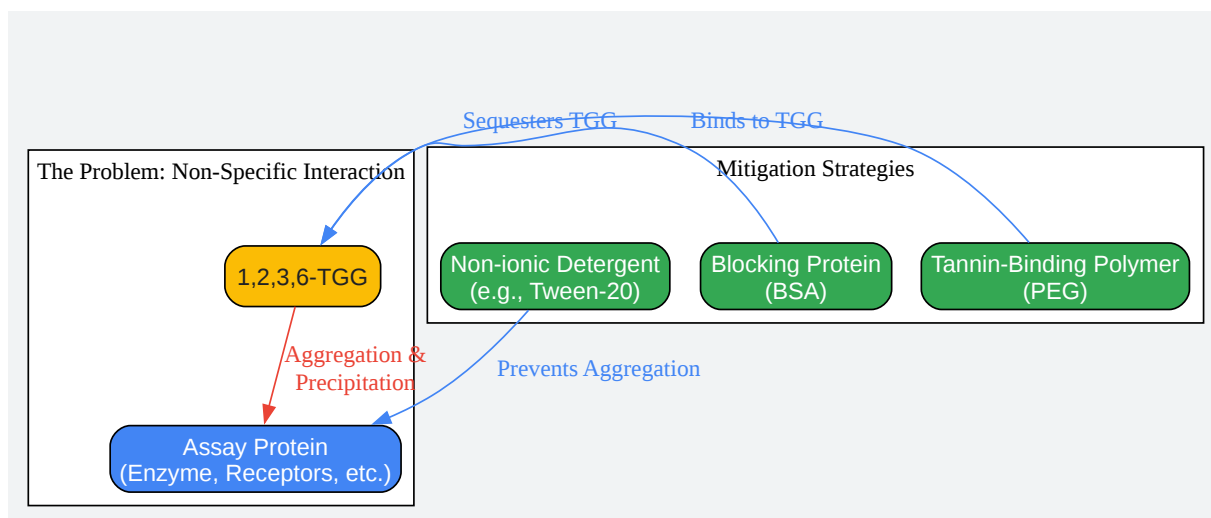 Sequesters TGG
Binds to TGG
The Problem: Non-Specific Interaction
Mitigation Strategies
1,2,3,6-TGG
Non-ionic Detergent
(e.g., Tween-20)
Blocking Protein
(BSA)
Tannin-Binding Polymer
(PEG)
Aggregation &
Precipitation
Prevents Aggregation
Assay Protein
(Enzyme, Receptors, etc.)